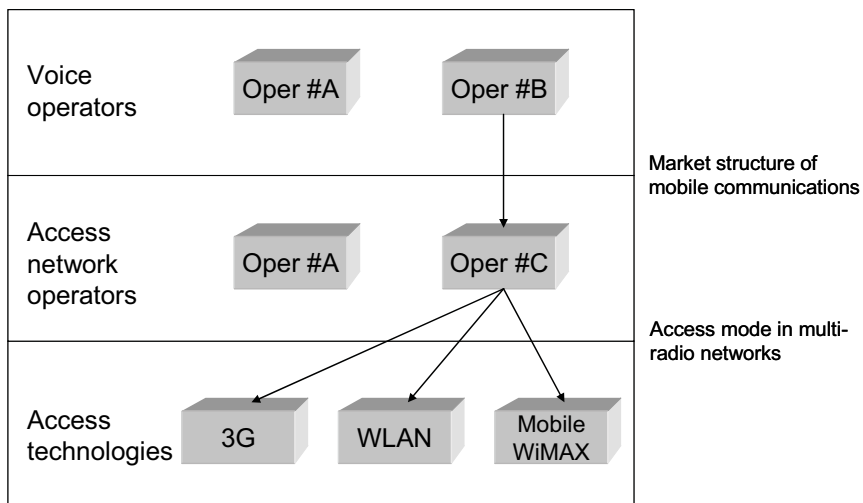 Voice
operators
Oper #A
Oper #B
Market structure of
mobile communications
Access
network
operators
Oper #A
Oper #C
Access mode in multi-
radio networks
Access
technologies
3G
WLAN
Mobile
WiMAX